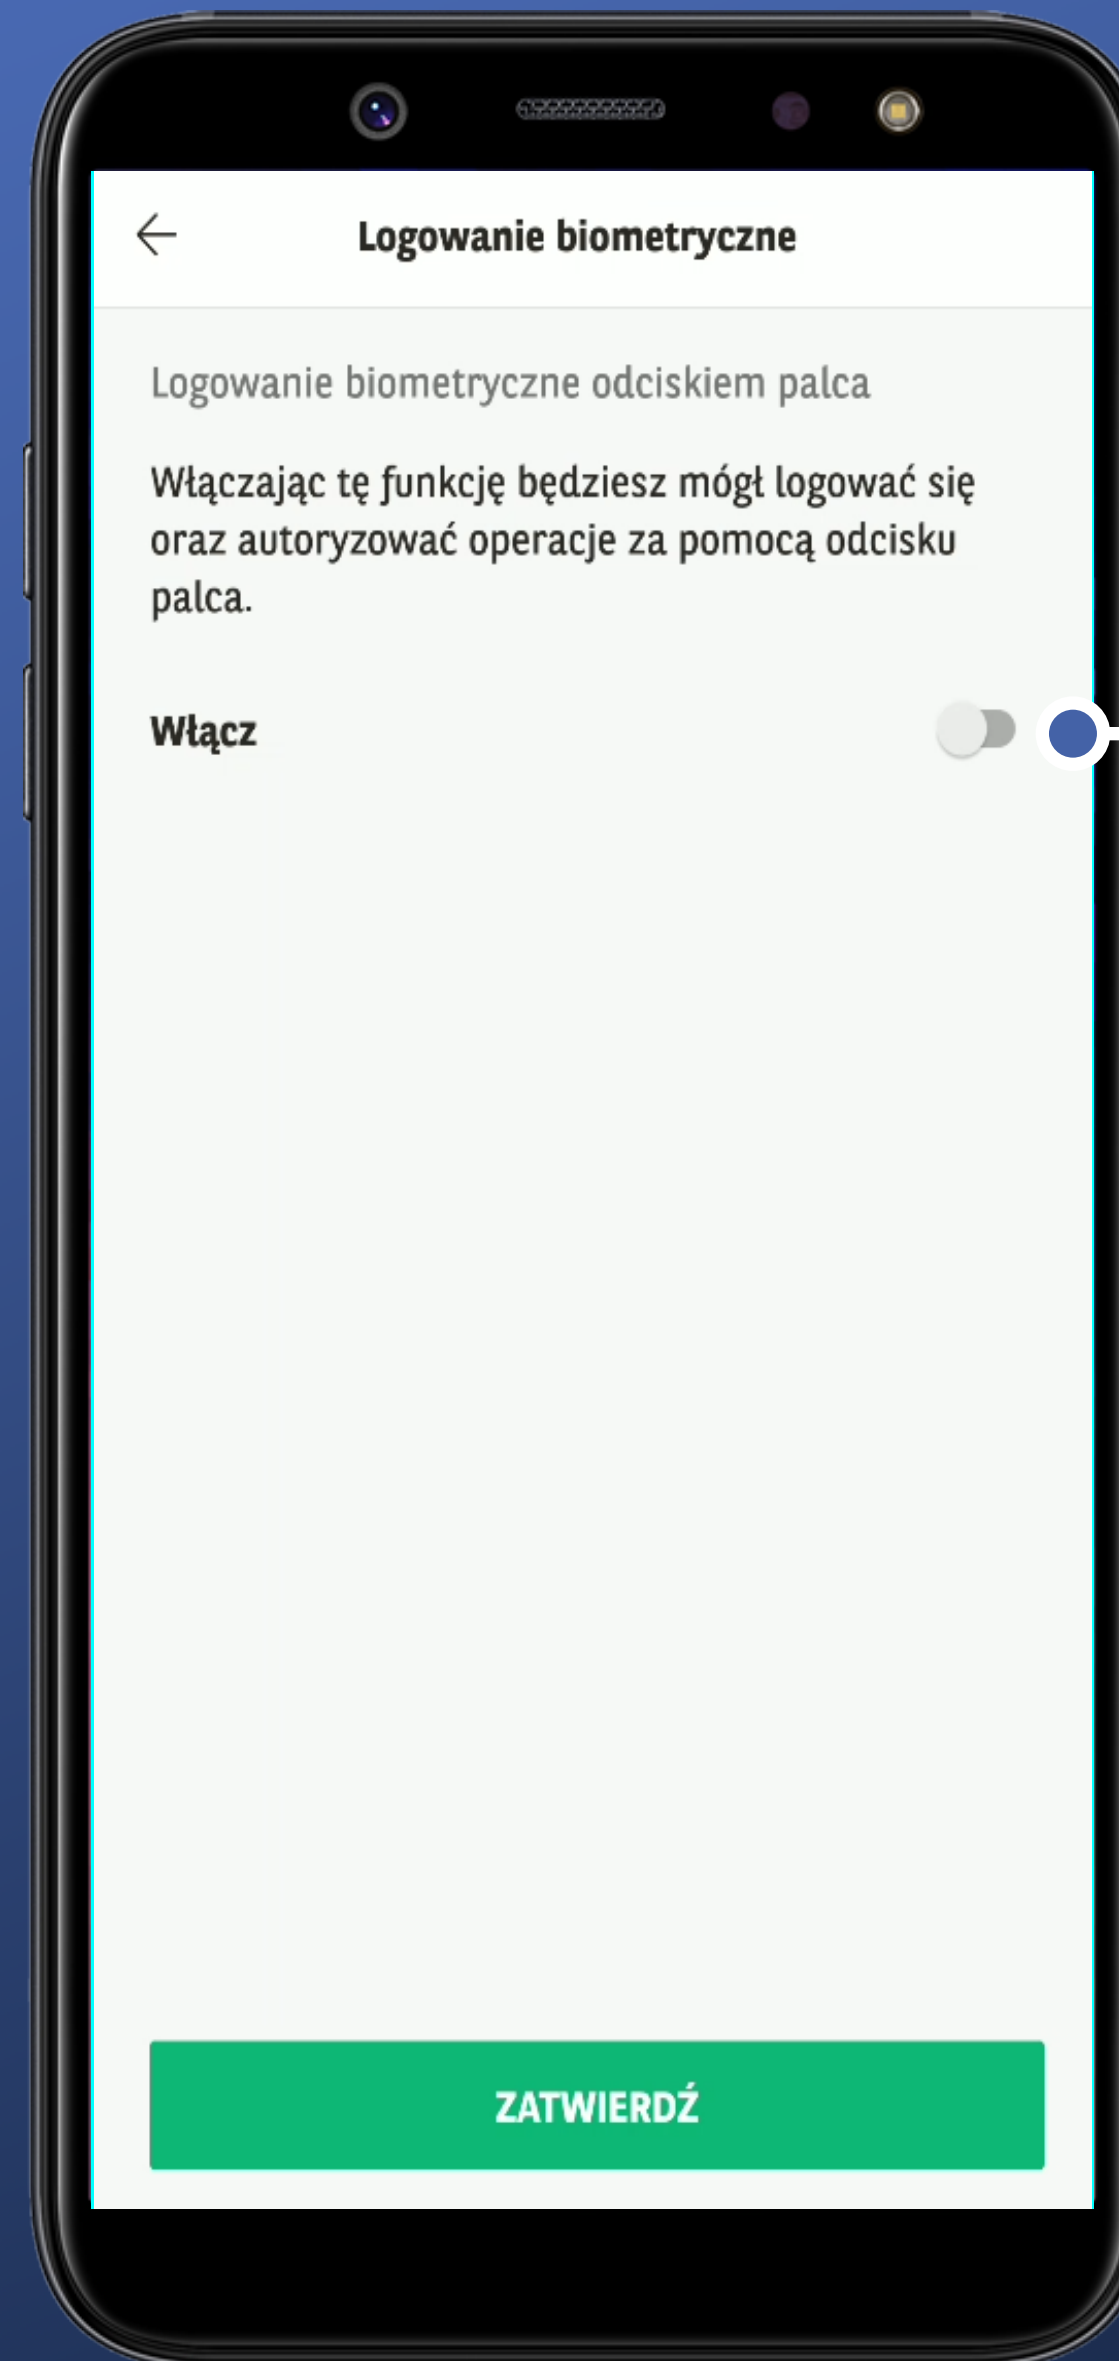 Logowanie biometryczne
Logowanie biometryczne odciskiem palca
Włączając tę funkcję będziesz mógł logować się
oraz autoryzować operacje za pomocą odcisku
palca.
Włącz
ZATWIERDŹ